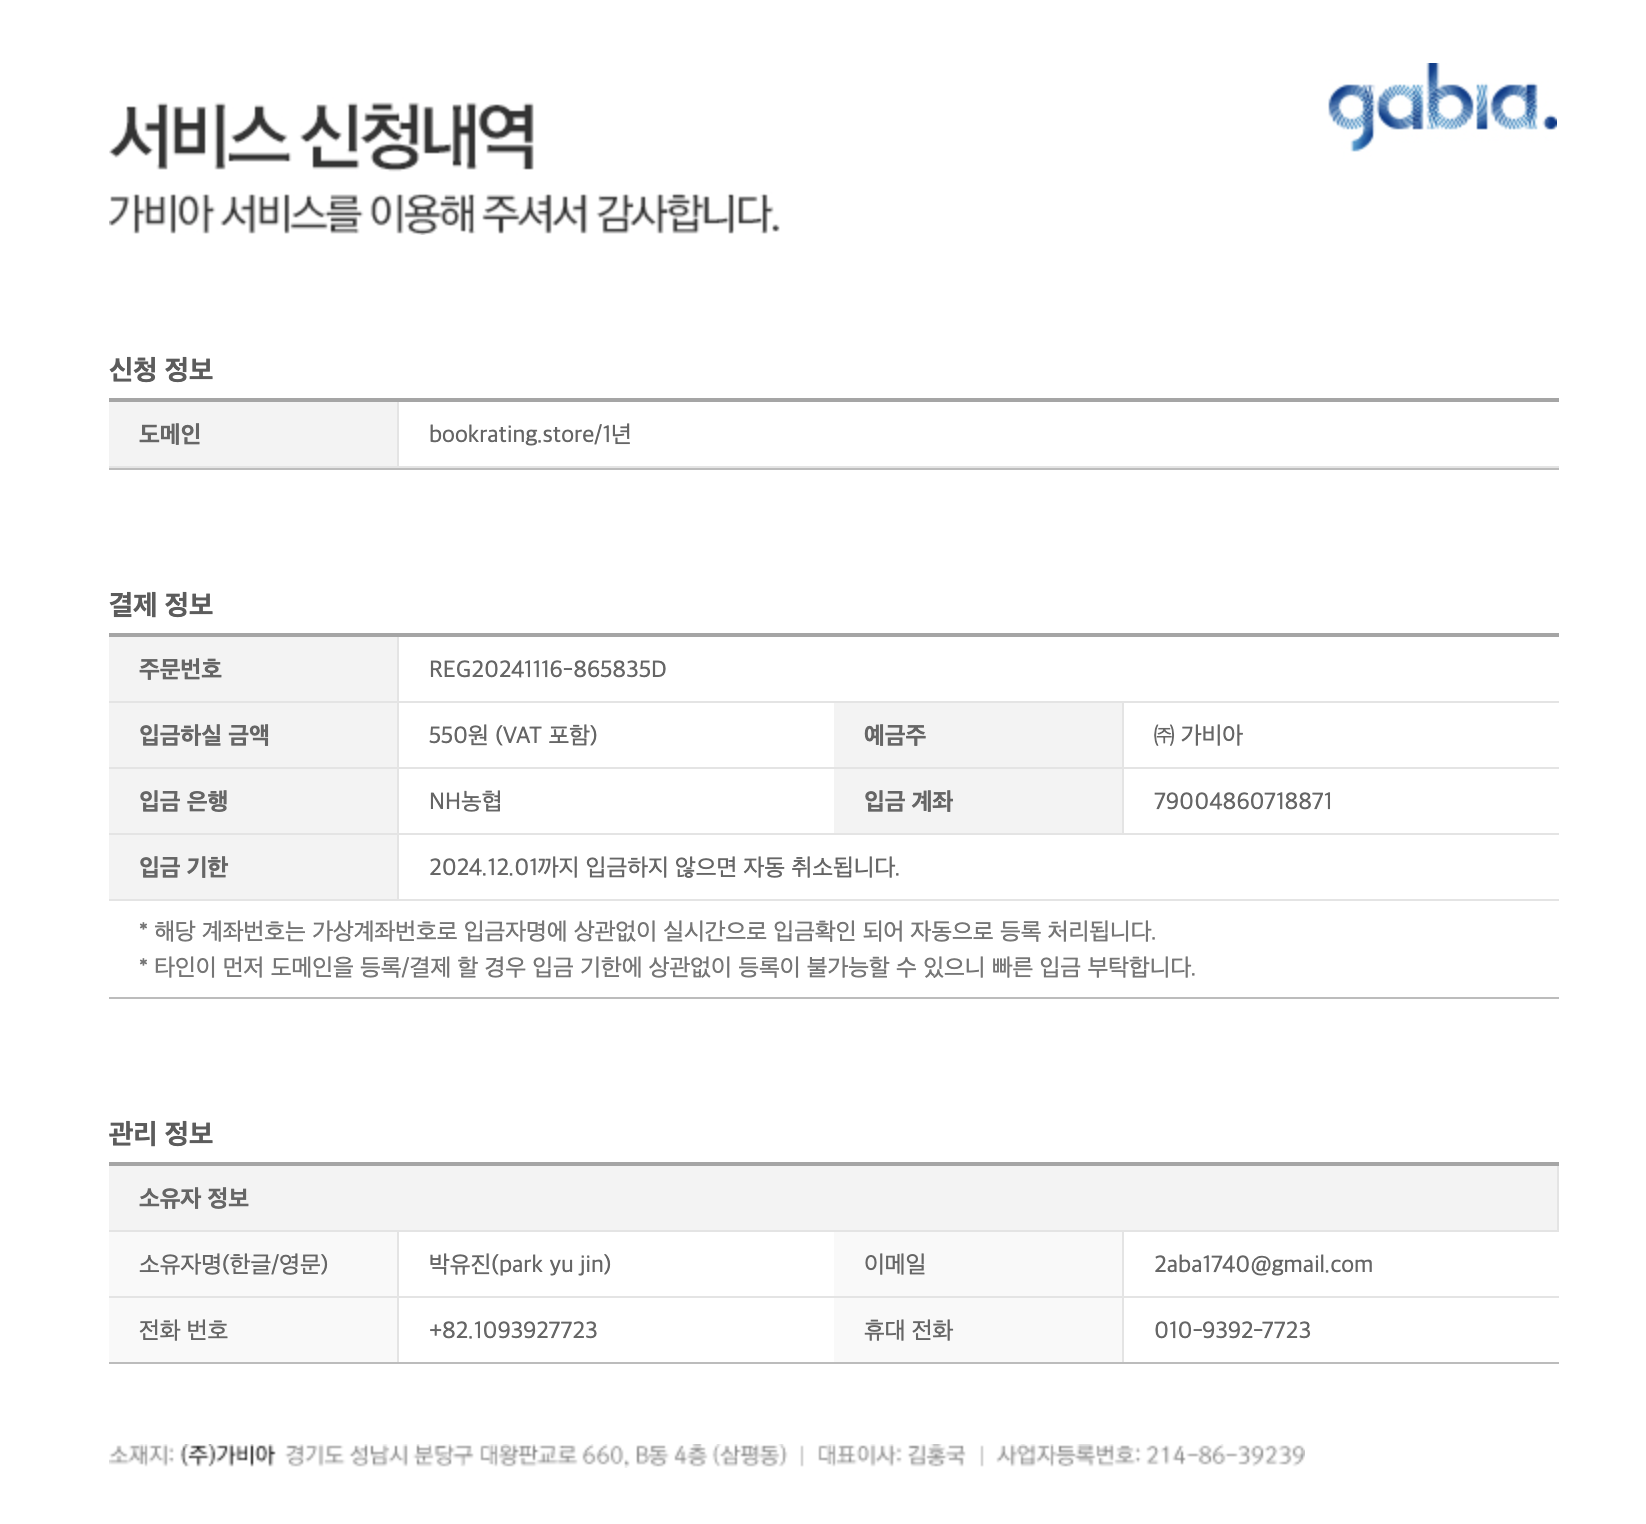 gabia.
서비스 신청내역
가비아 서비스를 이용해 주셔서 감사합니다.
신청 정보
도메인 bookrating.store/1년
결제 정보
주문번호 REG20241116-865835D
입금하실 금액 550원 (VAT 포함) 예금주 ㈜ 가비아
입금 은행 NH농협 입금 계좌 79004860718871
입금 기한 2024.12.01까지 입금하지 않으면 자동 취소됩니다.
* 해당 계좌번호는 가상계좌번호로 입금자명에 상관없이 실시간으로 입금확인 되어 자동으로 등록 처리됩니다.
* 타인이 먼저 도메인을 등록/결제 할 경우 입금 기한에 상관없이 등록이 불가능할 수 있으니 빠른 입금 부탁합니다.
관리 정보
소유자 정보
소유자명(한글/영문) 박유진(park yu jin) 이메일 2aba1740@gmail.com
전화 번호 +82.1093927723 휴대 전화 010-9392-7723
소재지: (주)가비아 경기도 성남시 분당구 대왕판교로 660, B동 4층 (삼평동) | 대표이사: 김홍국 | 사업자등록번호: 214-86-39239